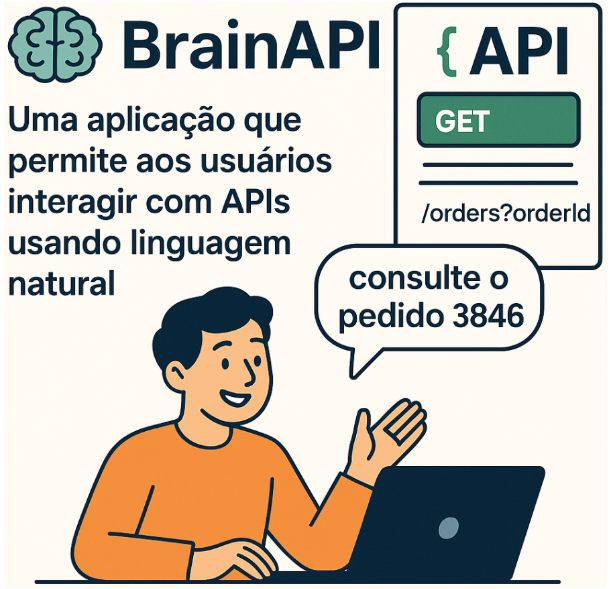 BrainAPI
Uma aplicação que
permite aos usuários
interagir com APIs
usando linguagem
natural
{ API
GET
/orders?orderId
consulte o
pedido 3846